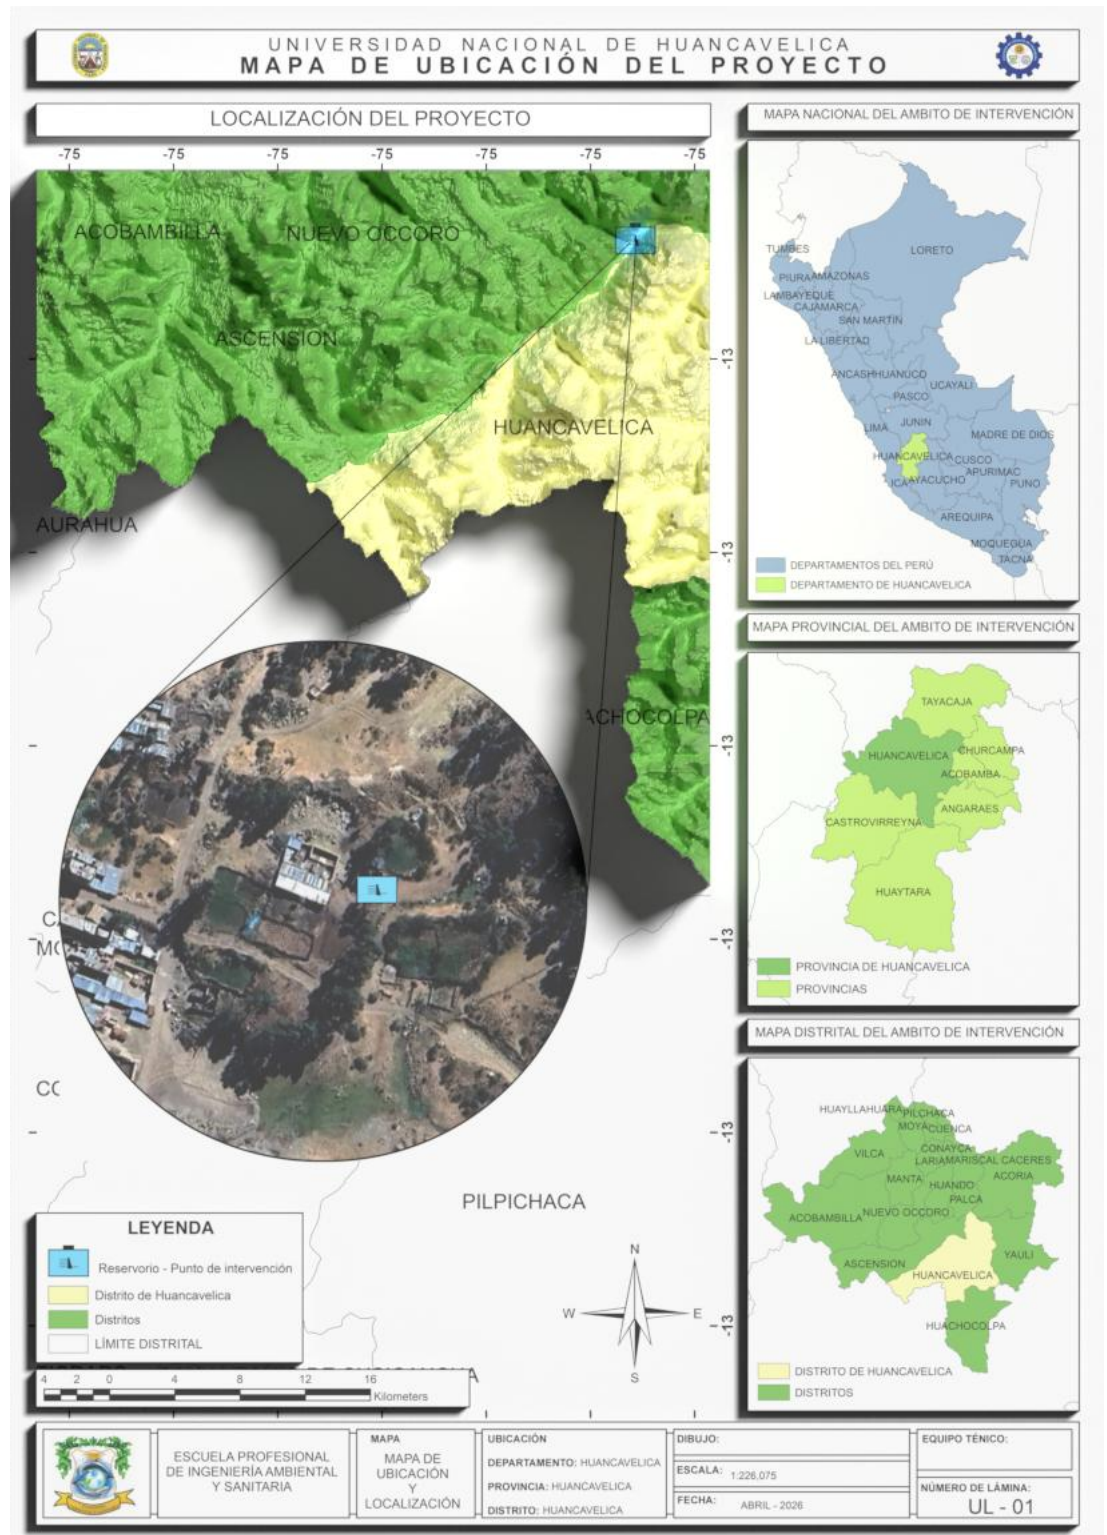 UNIVERSIDAD NACIONAL DE HUANCAVELICA
MAPA DE UBICACIÓN DEL PROYECTO
LOCALIZACIÓN DEL PROYECTO
-75 -75 -75 -75 -75 -75 -75
ACOBAMBILLA
NUEVO OCCORO
ASCENSION
HUANCAVELICA
AURAHUA
ACHOCOLPA
PILPICHACA
-13
-13
-13
-13
-13
-13
N
W E
S
LEYENDA
Reservorio - Punto de intervención
Distrito de Huancavelica
Distritos
LÍMITE DISTRITAL
4 2 0 4 8 12 16
Kilometers
MAPA NACIONAL DEL AMBITO DE INTERVENCIÓN
TUMBES
LORETO
PIURA
AMAZONAS
LAMBAYEQUE
CAJAMARCA
SAN MARTIN
LA LIBERTAD
ANCASH
HUANUCO
UCAYALI
PASCO
LIMA
JUNIN
MADRE DE DIOS
HUANCAVELICA
CUSCO
APURIMAC
ICA
AYACUCHO
PUNO
AREQUIPA
MOQUEGUA
TACNA
DEPARTAMENTOS DEL PERÚ
DEPARTAMENTO DE HUANCAVELICA
MAPA PROVINCIAL DEL AMBITO DE INTERVENCIÓN
TAYACAJA
HUANCAVELICA
CHURCAMPA
ACOBAMBA
ANGARAES
CASTROVIRREYNA
HUAYTARA
PROVINCIA DE HUANCAVELICA
PROVINCIAS
MAPA DISTRITAL DEL AMBITO DE INTERVENCIÓN
HUAYLLAHUARA
PILCHACA
MOYA
CUENCA
CONAYCA
VILCA
LARIA
MARISCAL CACERES
MANTA
HUANDO
ACORIA
PALCA
ACOBAMBILLA
NUEVO OCCORO
YAULI
ASCENSION
HUANCAVELICA
HUACHOCOLPA
DISTRITO DE HUANCAVELICA
DISTRITOS
ESCUELA PROFESIONAL
DE INGENIERÍA AMBIENTAL
Y SANITARIA
MAPA
MAPA DE
UBICACIÓN
Y
LOCALIZACIÓN
UBICACIÓN
DEPARTAMENTO: HUANCAVELICA
PROVINCIA: HUANCAVELICA
DISTRITO: HUANCAVELICA
DIBUJO:
ESCALA: 1:226,075
FECHA: ABRIL - 2026
EQUIPO TÉNICO:
NÚMERO DE LÁMINA:
UL - 01